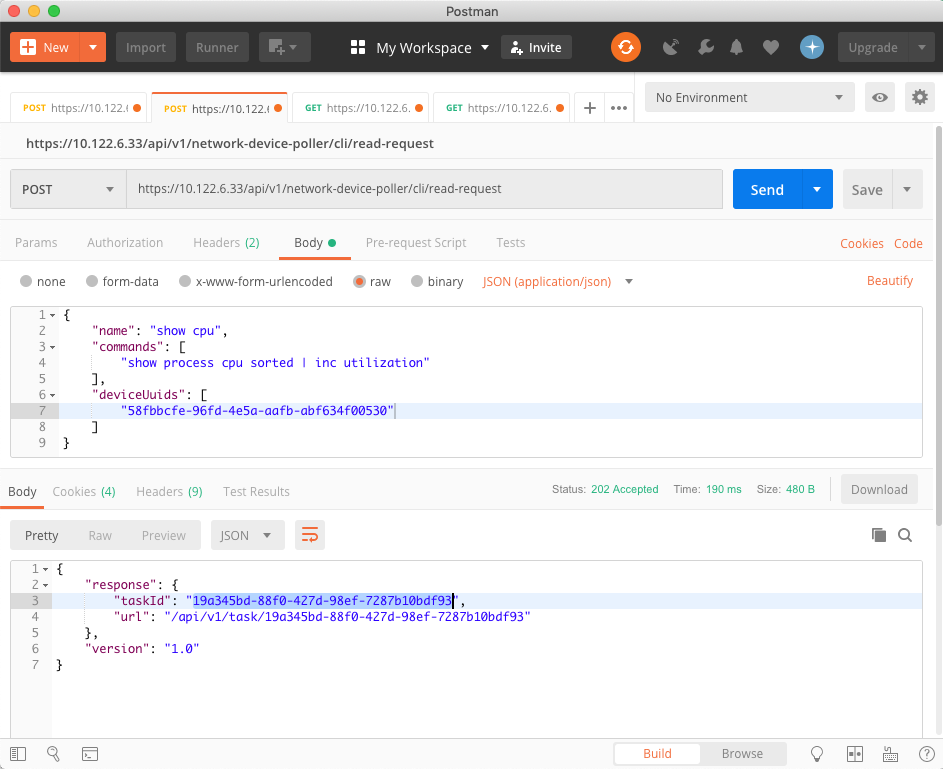 Postman
New Import Runner My Workspace Invite Upgrade
POST https://10.122.6 POST https://10.122.6 GET https://10.122.6. GET https://10.122.6. + ••• No Environment
https://10.122.6.33/api/v1/network-device-poller/cli/read-request
POST https://10.122.6.33/api/v1/network-device-poller/cli/read-request Send Save
Params Authorization Headers (2) Body Pre-request Script Tests Cookies Code
none form-data x-www-form-urlencoded raw binary JSON (application/json) Beautify
1 {
2 "name": "show cpu",
3 "commands": [
4 "show process cpu sorted | inc utilization"
5 ],
6 "deviceUuids": [
7 "58fbbcfe-96fd-4e5a-aafb-abf634f00530"
8 ]
9 }
Body Cookies (4) Headers (9) Test Results Status: 202 Accepted Time: 190 ms Size: 480 B Download
Pretty Raw Preview JSON
1 {
2 "response": {
3 "taskId": "19a345bd-88f0-427d-98ef-7287b10bdf93",
4 "url": "/api/v1/task/19a345bd-88f0-427d-98ef-7287b10bdf93"
5 },
6 "version": "1.0"
7 }
Build Browse ?